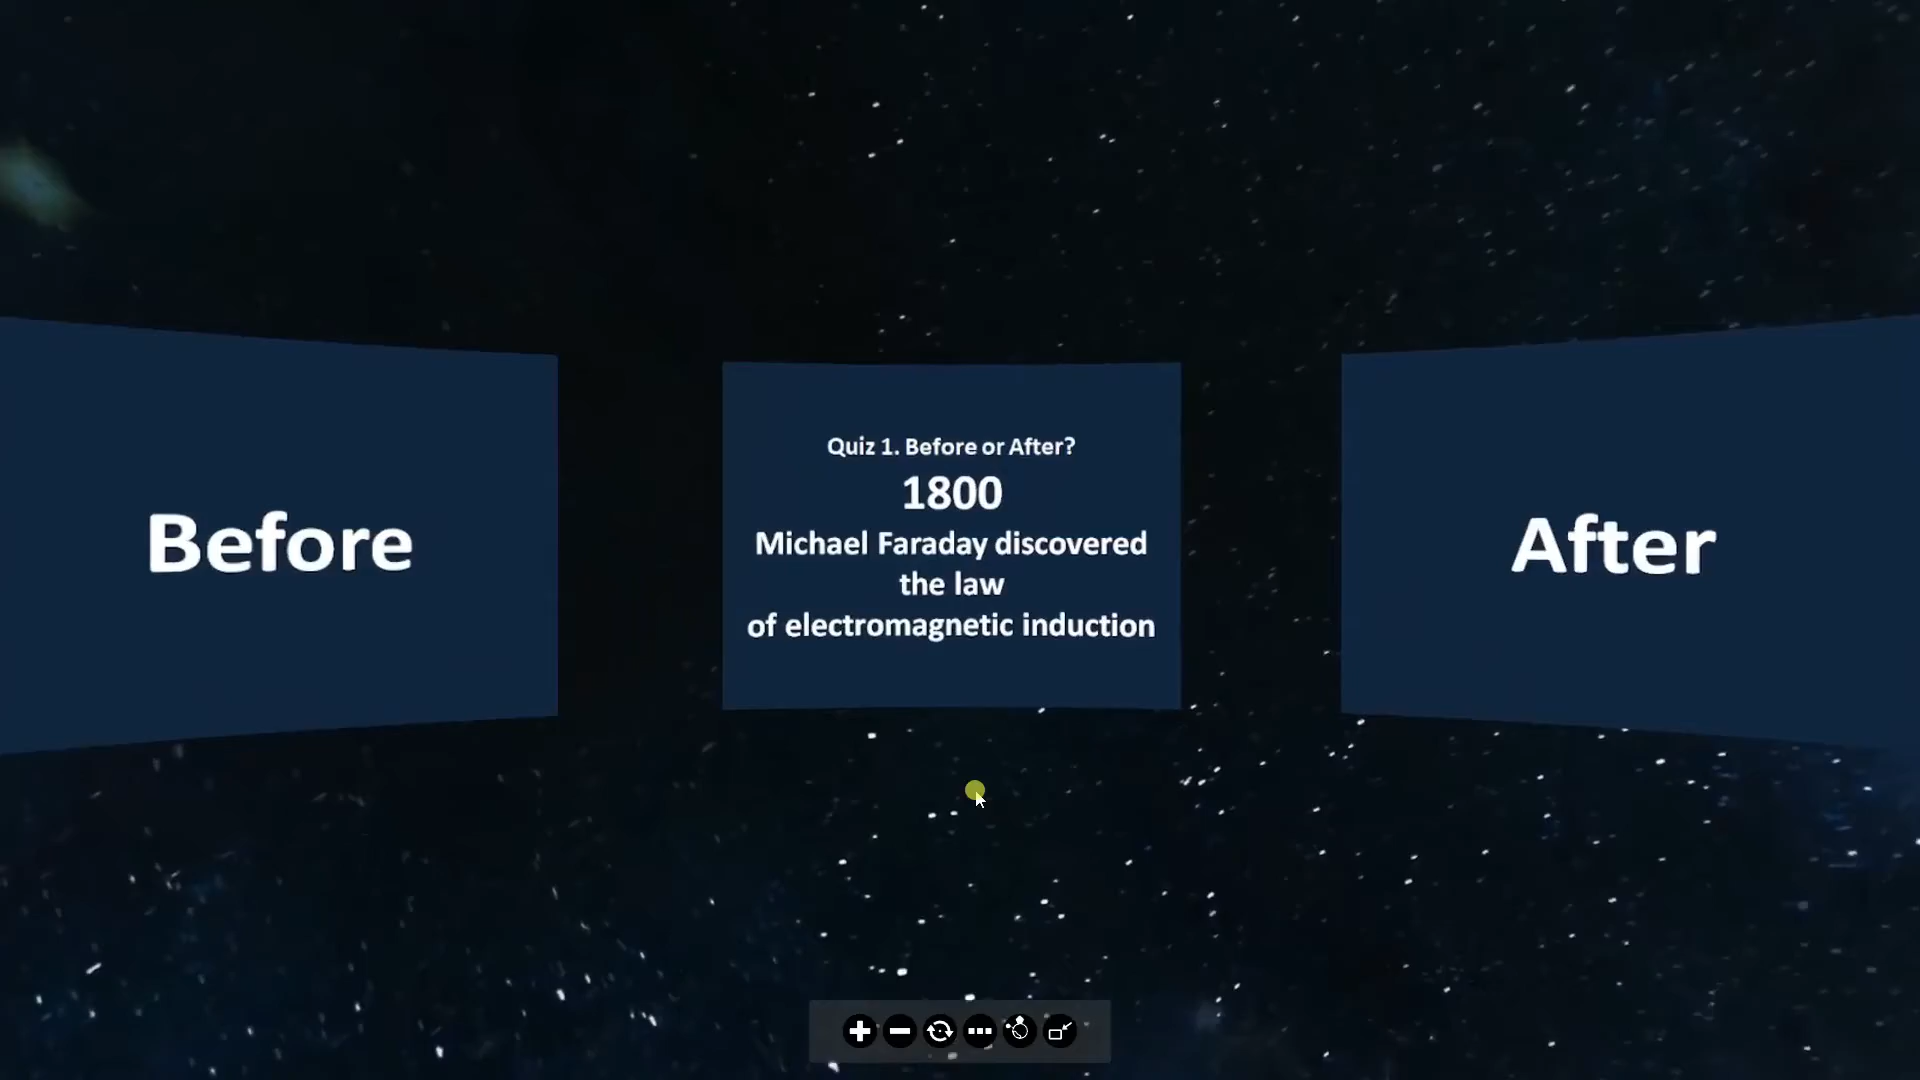 Before
Quiz 1. Before or After?
1800
Michael Faraday discovered
the law
of electromagnetic induction
After